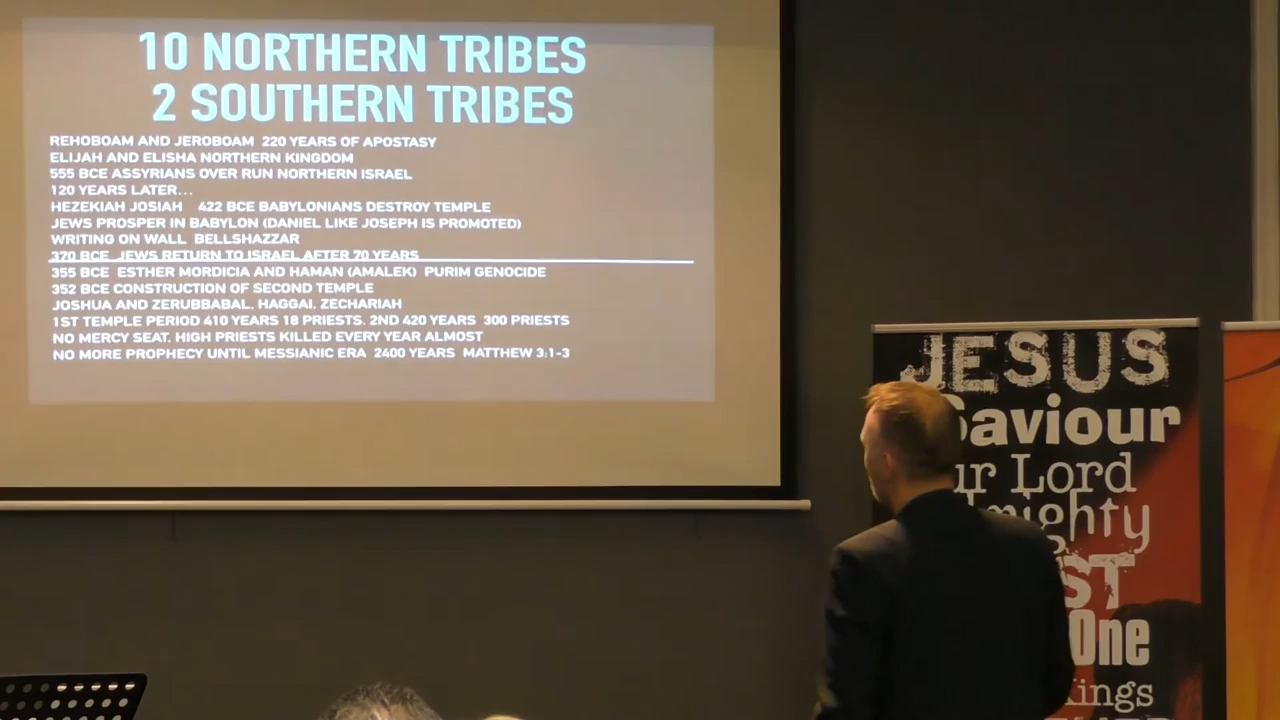 10 NORTHERN TRIBES
2 SOUTHERN TRIBES
REHOBOAM AND JEROBOAM 220 YEARS OF APOSTASY
ELIJAH AND ELISHA NORTHERN KINGDOM
555 BCE ASSYRIANS OVER RUN NORTHERN ISRAEL
120 YEARS LATER...
HEZEKIAH JOSIAH 422 BCE BABYLONIANS DESTROY TEMPLE
JEWS PROSPER IN BABYLON (DANIEL LIKE JOSEPH IS PROMOTED)
WRITING ON WALL BELLSHAZZAR
370 BCE JEWS RETURN TO ISRAEL AFTER 70 YEARS
355 BCE ESTHER MORDICIA AND HAMAN (AMALEK) PURIM GENOCIDE
352 BCE CONSTRUCTION OF SECOND TEMPLE
JOSHUA AND ZERUBBABAL. HAGGAI. ZECHARIAH
1ST TEMPLE PERIOD 410 YEARS 18 PRIESTS. 2ND 420 YEARS 300 PRIESTS
NO MERCY SEAT. HIGH PRIESTS KILLED EVERY YEAR ALMOST
NO MORE PROPHECY UNTIL MESSIANIC ERA 2400 YEARS MATTHEW 3:1-3
JESUS
Saviour
ur Lord
lmighty
ST
One
Kings